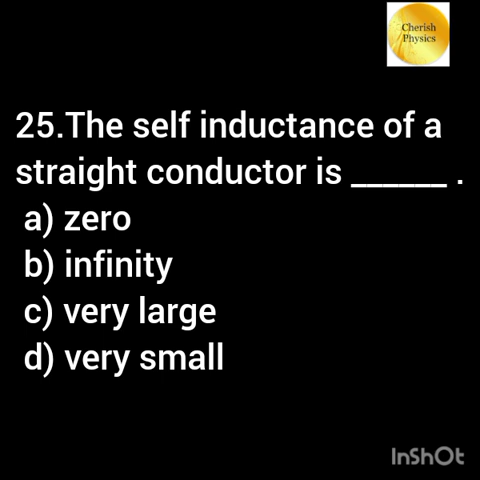 Cherish
Physics
25.The self inductance of a
straight conductor is ______ .
a) zero
b) infinity
c) very large
d) very small
InShOt